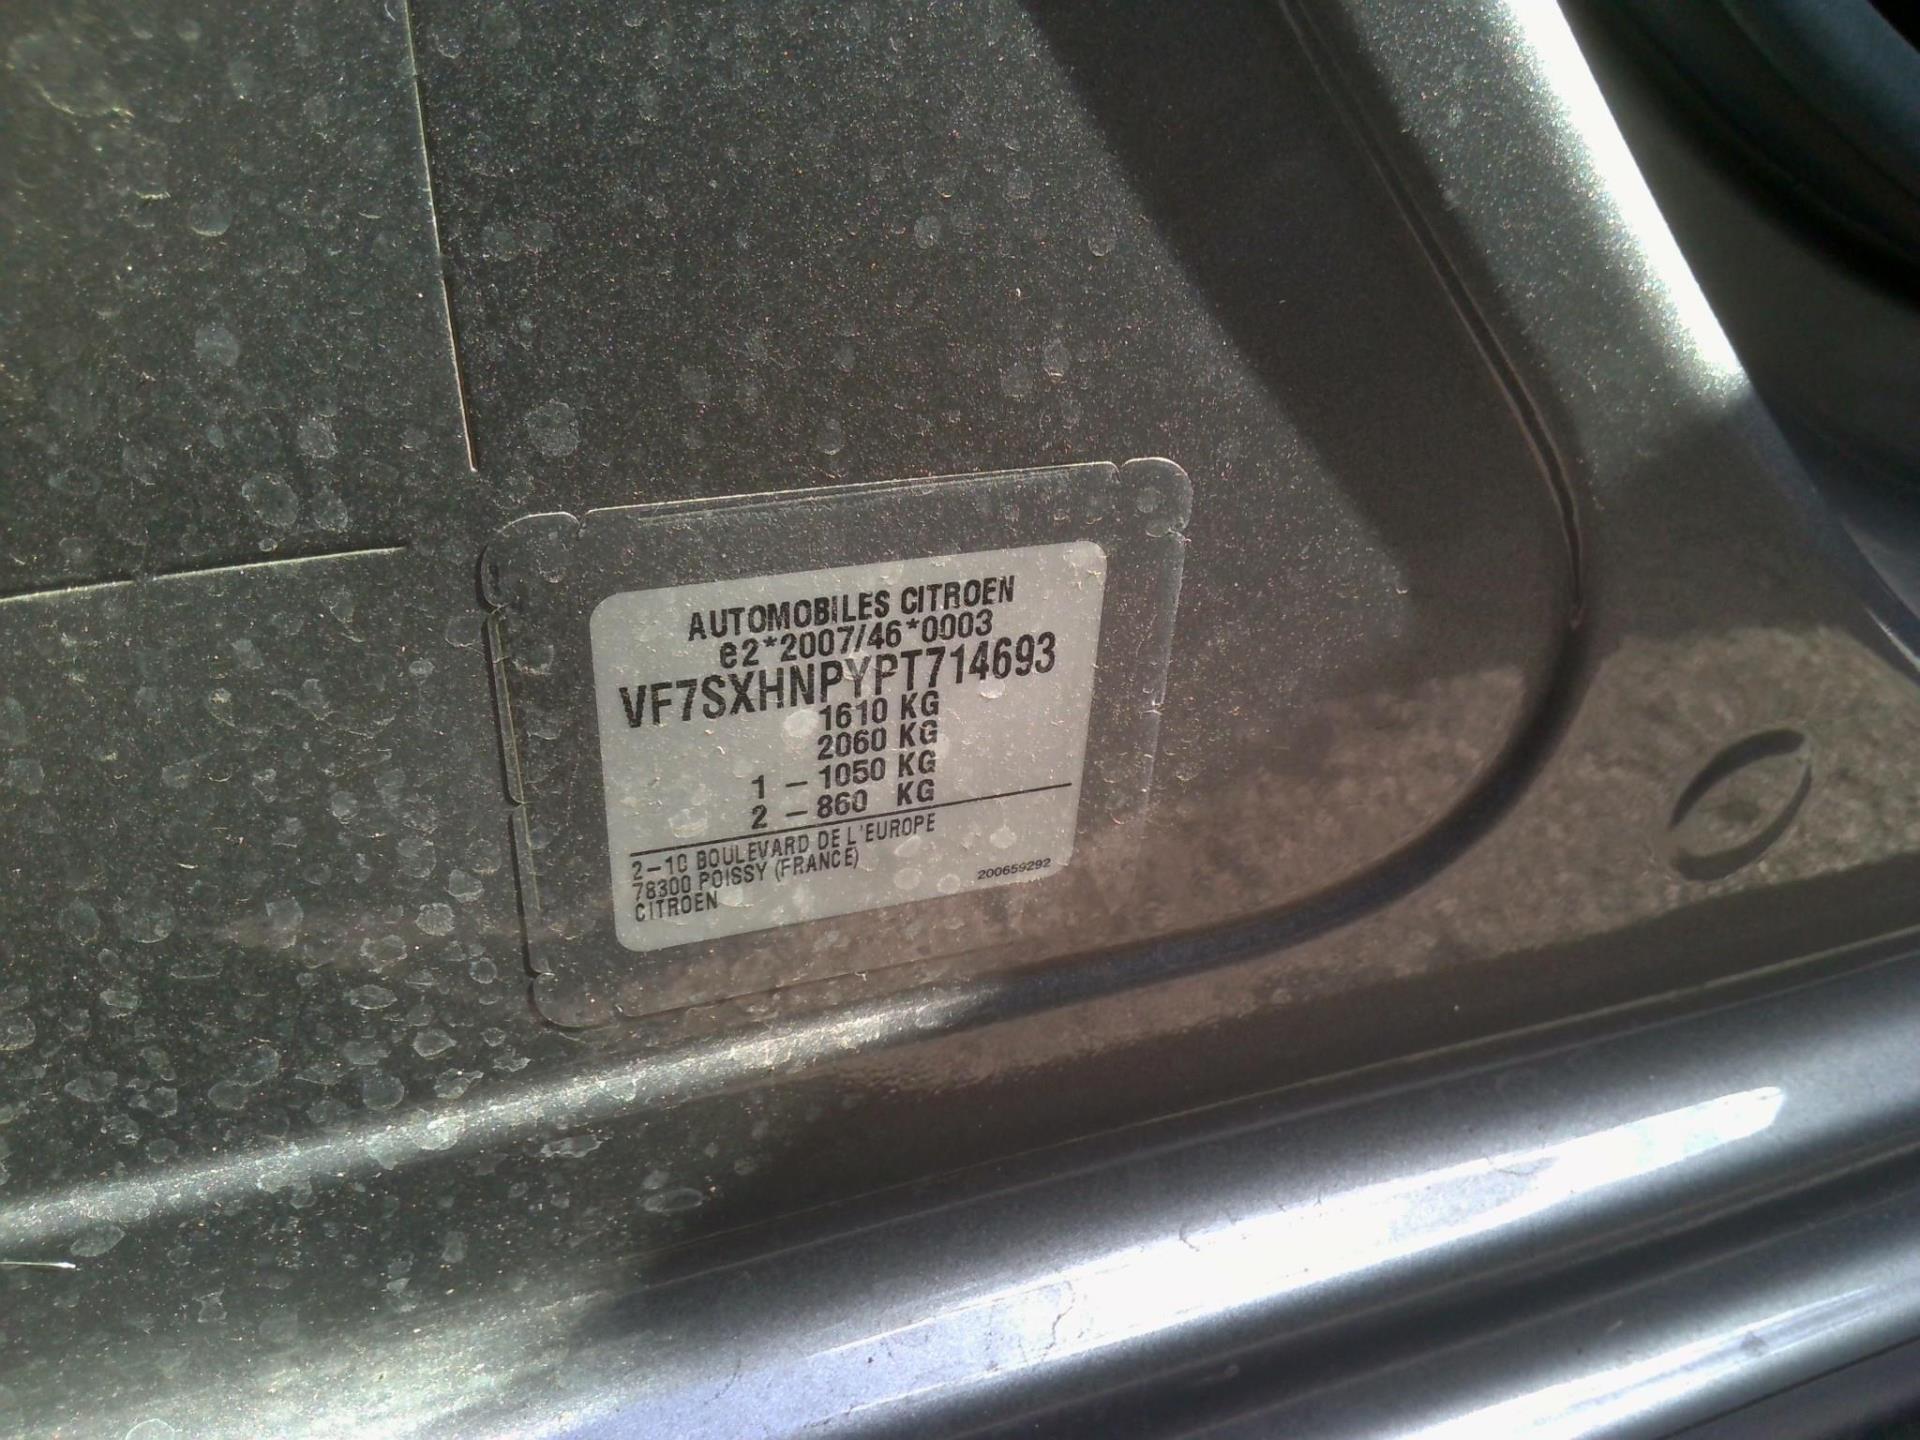 AUTOMOBILES CITROEN
e2*2007/46*0003
VF7SXHNPYPT714693
1610 KG
2060 KG
1 - 1050 KG
2 - 860 KG
2-10 BOULEVARD DE L'EUROPE
78300 POISSY (FRANCE)
CITROEN
200659292